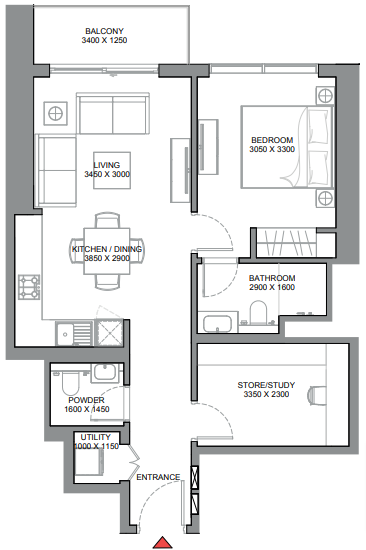 BALCONY
3400 X 1250
LIVING
3450 X 3000
BEDROOM
3050 X 3300
KITCHEN / DINING
3850 X 2900
BATHROOM
2900 X 1600
POWDER
1600 X 1450
STORE/STUDY
3350 X 2300
UTILITY
1000 X 1150
ENTRANCE